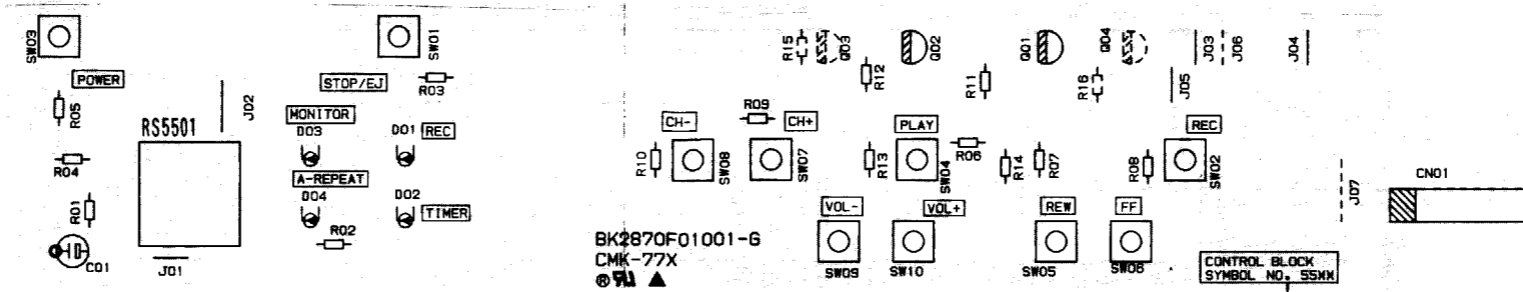 SW03
SW01
R15
Q03
Q02
Q01
Q04
J03
J06
J04
POWER
STOP/EJ
R03
R12
R11
R16
J05
R05
RS5501
J02
MONITOR
D03
D01
REC
R09
CH-
CH+
PLAY
REC
R04
R10
SW08
SW07
R13
SW04
R06
R14
R07
R08
SW02
CN01
A-REPEAT
D04
D02
TIMER
R01
R02
VOL-
VOL+
REW
FF
J07
C01
J01
BK2870F01001-G
CMK-77X
SW09
SW10
SW05
SW06
CONTROL BLOCK
SYMBOL NO. 55XX